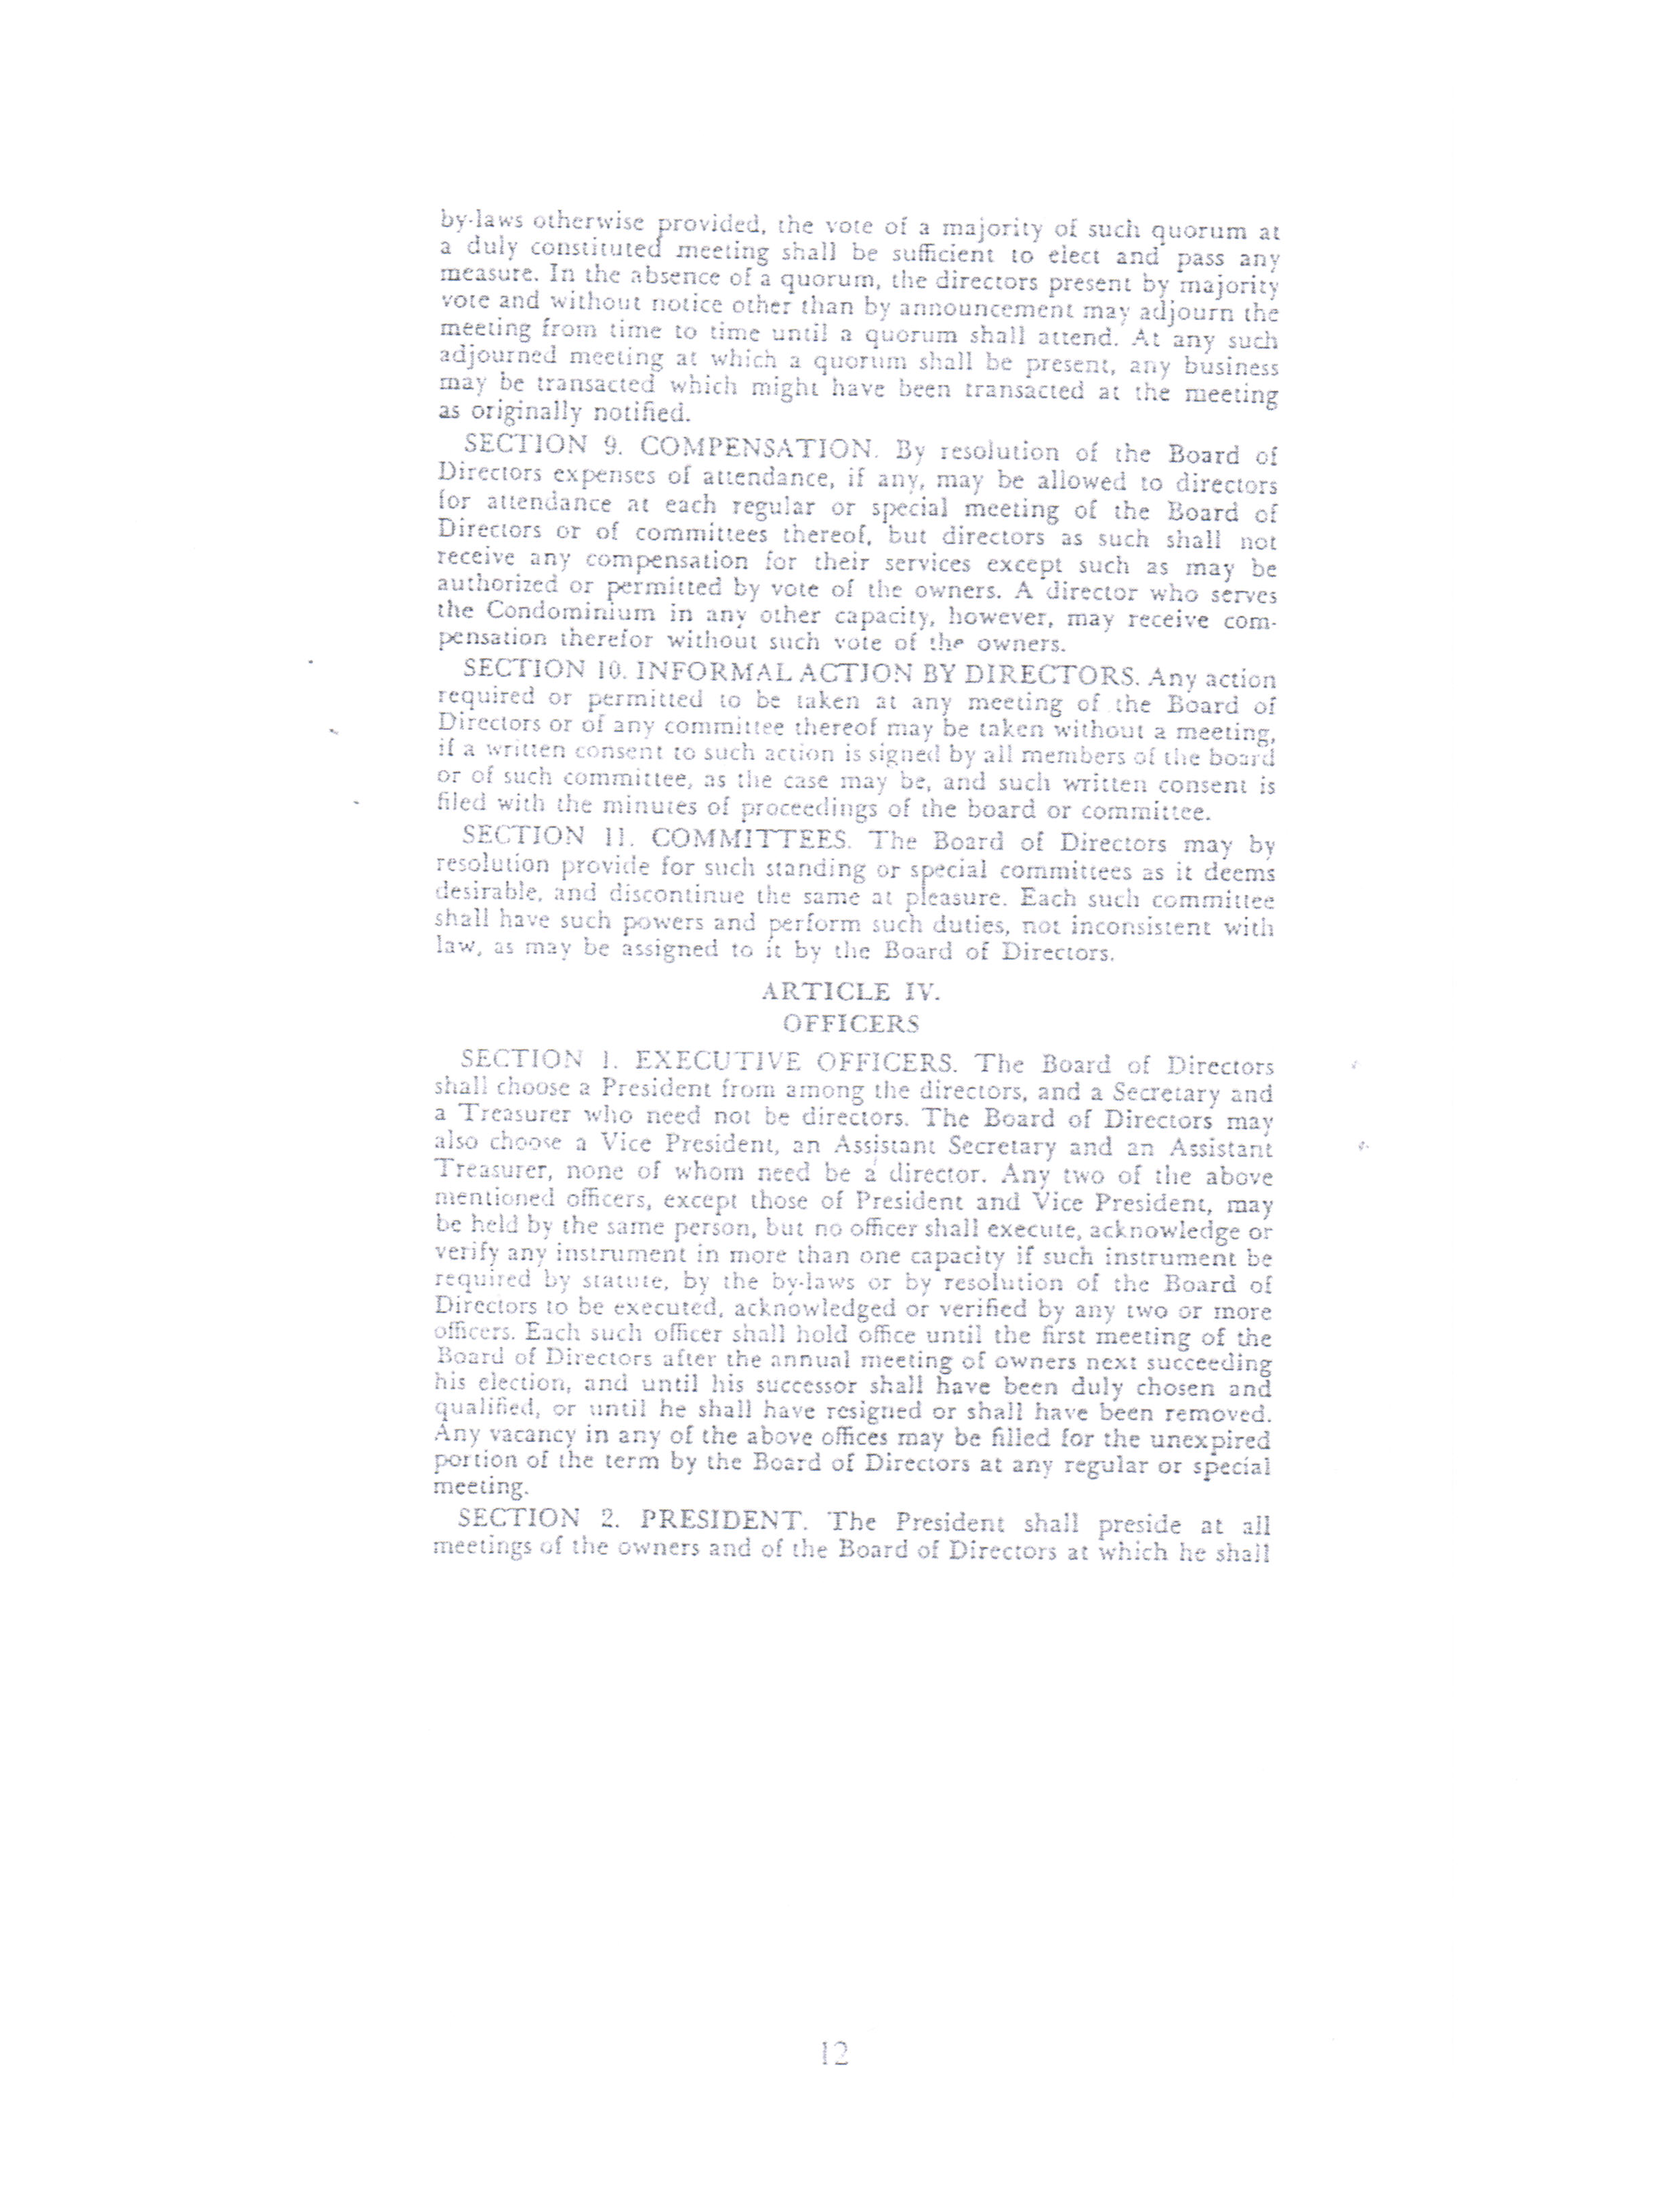 by-laws otherwise provided, the vote of a majority of such quorum at
a duly constituted meeting shall be sufficient to elect and pass any
measure. In the absence of a quorum, the directors present by majority
vote and without notice other than by announcement may adjourn the
meeting from time to time until a quorum shall attend. At any such
adjourned meeting at which a quorum shall be present, any business
may be transacted which might have been transacted at the meeting
as originally notified.
SECTION 9. COMPENSATION. By resolution of the Board of
Directors expenses of attendance, if any, may be allowed to directors
for attendance at each regular or special meeting of the Board of
Directors or of committees thereof, but directors as such shall not
receive any compensation for their services except such as may be
authorized or permitted by vote of the owners. A director who serves
the Condominium in any other capacity, however, may receive com-
pensation therefor without such vote of the owners.
SECTION 10. INFORMAL ACTION BY DIRECTORS. Any action
required or permitted to be taken at any meeting of the Board of
Directors or of any committee thereof may be taken without a meeting,
if a written consent to such action is signed by all members of the board
or of such committee, as the case may be, and such written consent is
filed with the minutes of proceedings of the board or committee.
SECTION 11. COMMITTEES. The Board of Directors may by
resolution provide for such standing or special committees as it deems
desirable, and discontinue the same at pleasure. Each such committee
shall have such powers and perform such duties, not inconsistent with
law, as may be assigned to it by the Board of Directors.
ARTICLE IV.
OFFICERS
SECTION 1. EXECUTIVE OFFICERS. The Board of Directors
shall choose a President from among the directors, and a Secretary and
a Treasurer who need not be directors. The Board of Directors may
also choose a Vice President, an Assistant Secretary and an Assistant
Treasurer, none of whom need be a director. Any two of the above
mentioned officers, except those of President and Vice President, may
be held by the same person, but no officer shall execute, acknowledge or
verify any instrument in more than one capacity if such instrument be
required by statute, by the by-laws or by resolution of the Board of
Directors to be executed, acknowledged or verified by any two or more
officers. Each such officer shall hold office until the first meeting of the
Board of Directors after the annual meeting of owners next succeeding
his election, and until his successor shall have been duly chosen and
qualified, or until he shall have resigned or shall have been removed.
Any vacancy in any of the above offices may be filled for the unexpired
portion of the term by the Board of Directors at any regular or special
meeting.
SECTION 2. PRESIDENT. The President shall preside at all
meetings of the owners and of the Board of Directors at which he shall
12